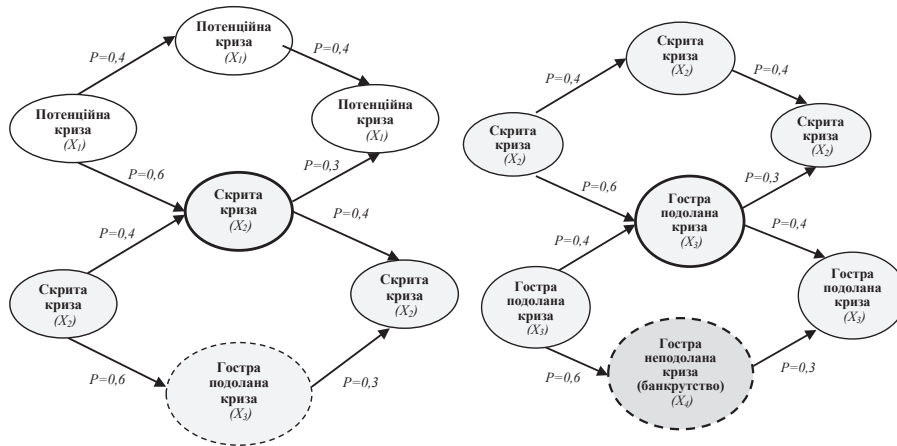 Потенційна
криза
(X1)
P=0,4
P=0,4
Потенційна
криза
(X1)
Потенційна
криза
(X1)
P=0,6
P=0,3
Скрита
криза
(X2)
P=0,4
P=0,4
Скрита
криза
(X2)
Скрита
криза
(X2)
P=0,6
P=0,3
Гостра
подолана
криза
(X3)
Скрита
криза
(X2)
P=0,4
P=0,4
Скрита
криза
(X2)
Скрита
криза
(X2)
P=0,6
P=0,3
Гостра
подолана
криза
(X3)
P=0,4
P=0,4
Гостра
подолана
криза
(X3)
Гостра
подолана
криза
(X3)
P=0,6
P=0,3
Гостра
неподолана
криза
(банкрутство)
(X4)